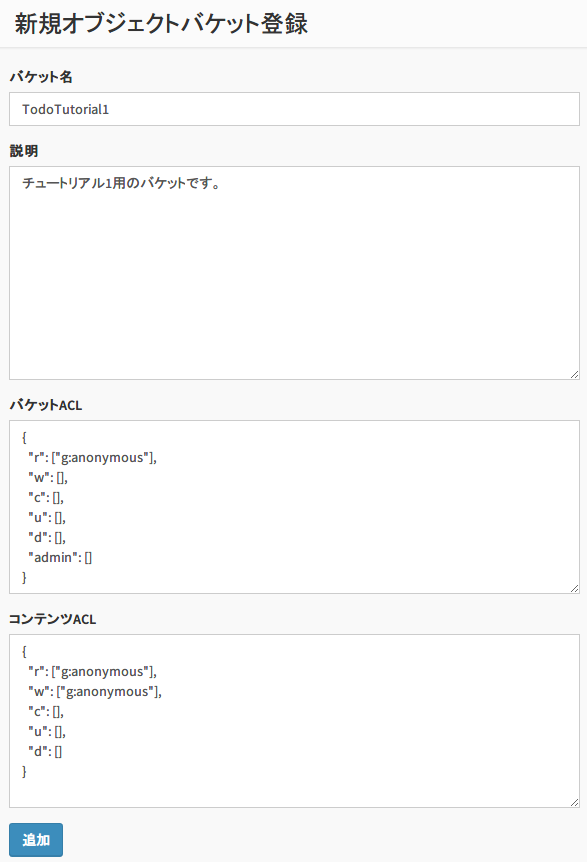 新規オブジェクトバケット登録
バケット名
TodoTutorial1
説明
チュートリアル1用のバケットです。
バケットACL
{
  "r": ["g:anonymous"],
  "w": [],
  "c": [],
  "u": [],
  "d": [],
  "admin": []
}
コンテンツACL
{
  "r": ["g:anonymous"],
  "w": ["g:anonymous"],
  "c": [],
  "u": [],
  "d": []
}
追加